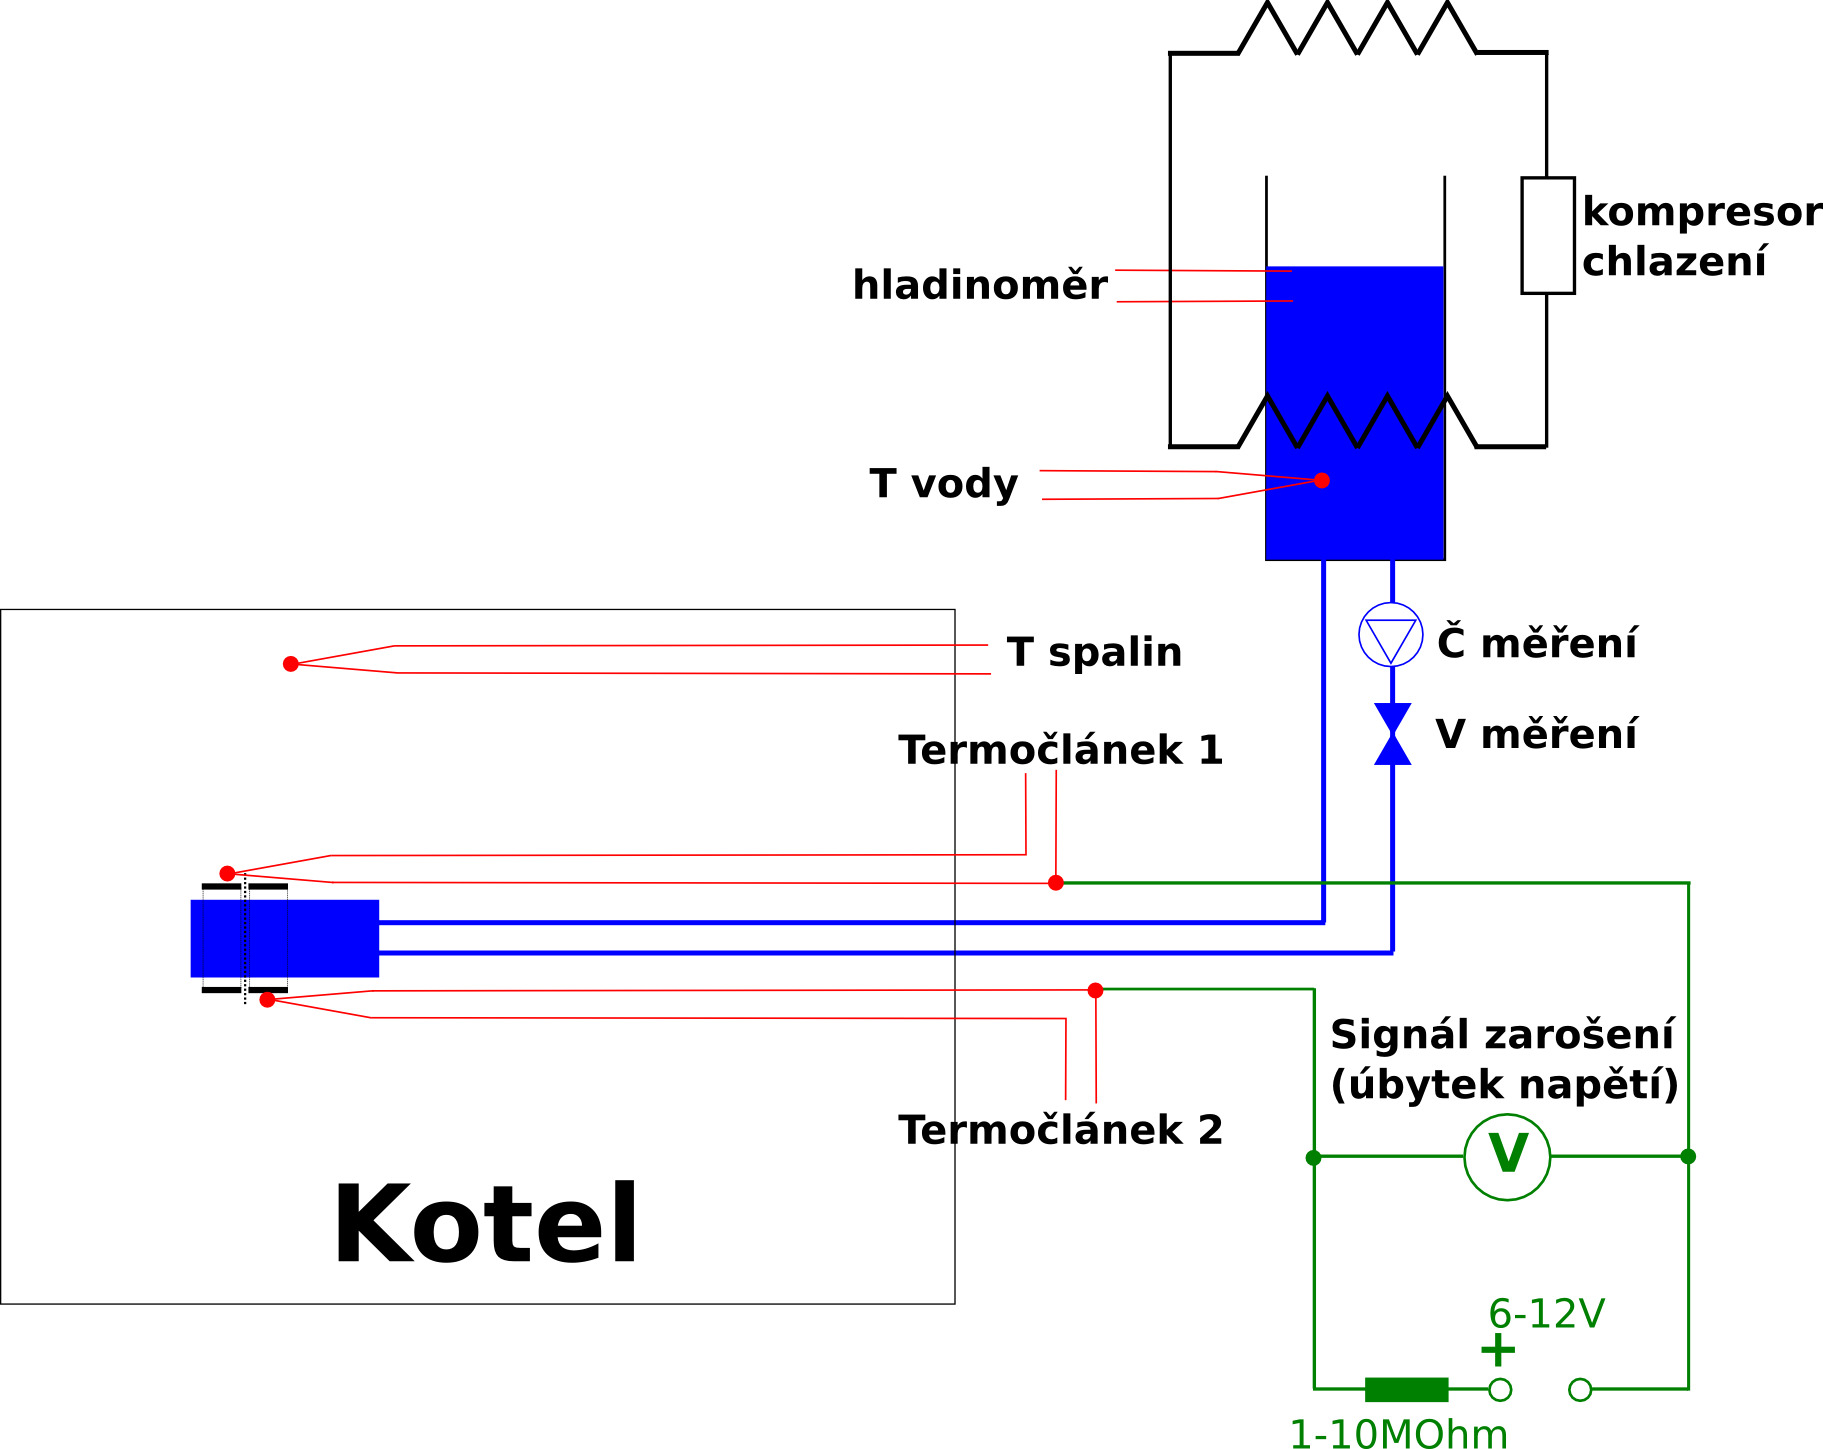 kompresor
chlazení
hladinoměr
T vody
Č měření
T spalin
V měření
Termočlánek 1
Signál zarošení
(úbytek napětí)
Termočlánek 2
V
Kotel
6-12V
+
1-10MOhm